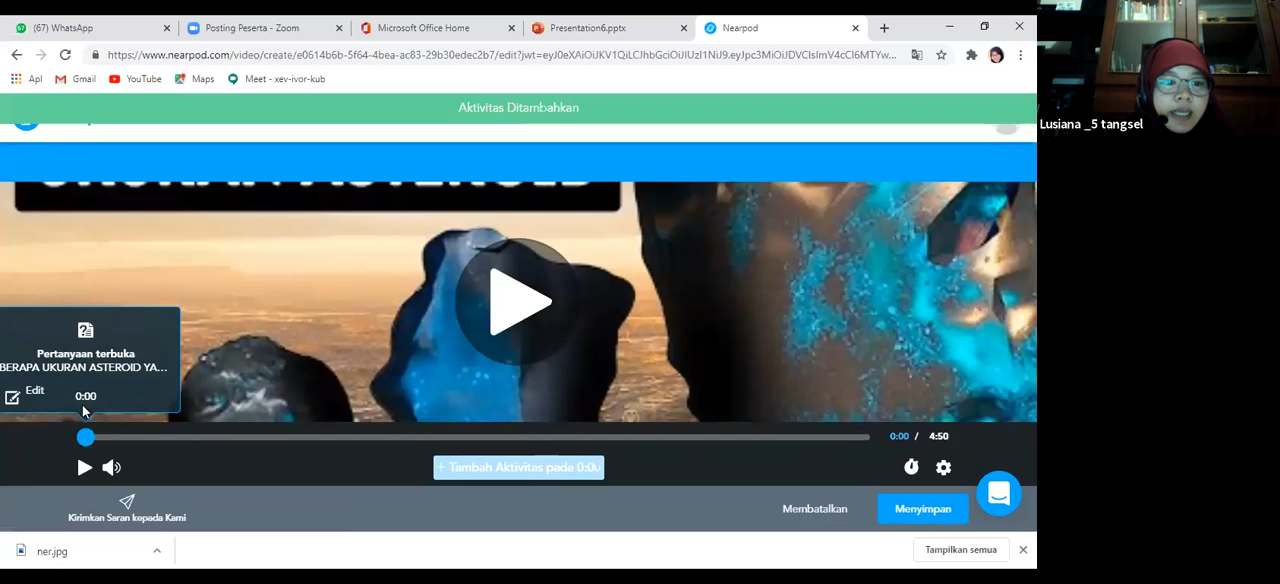 (67) WhatsApp
Posting Peserta - Zoom
Microsoft Office Home
Presentation6.pptx
Nearpod
https://www.nearpod.com/video/create/e0614b6b-5f64-4bea-ac83-29b30edec2b7/edit?jwt=eyJ0eXAiOiJKV1QiLCJhbGciOiJIUzI1NiJ9.eyJpc3MiOiJDVCIsImV4cCI6MTYw...
Apl
Gmail
YouTube
Maps
Meet - xev-ivor-kub
Aktivitas Ditambahkan
Lusiana _5 tangsel
UKURAN ASTEROID
Pertanyaan terbuka
BERAPA UKURAN ASTEROID YA...
Edit
0:00
0:00 / 4:50
+ Tambah Aktivitas pada 0:00
Kirimkan Saran kepada Kami
Membatalkan
Menyimpan
ner.jpg
Tampilkan semua